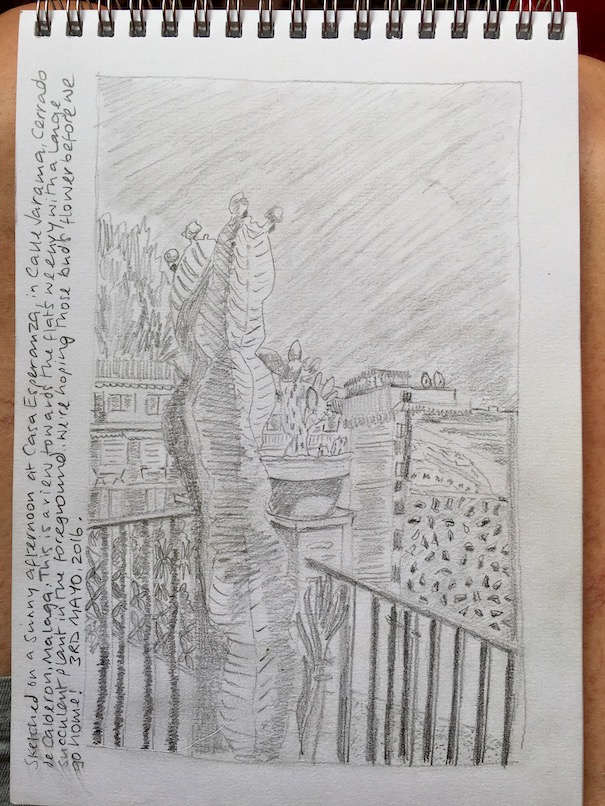 Sketched on a sunny afternoon at Casa Esperanza, in Calle Jarama, Cerrado
de Calderon, Malaga. This is a view towards the flats we envy with a large
succulent plant in the foreground. We're hoping those buds flower before we
go home! 3RD MAYO. 2016.